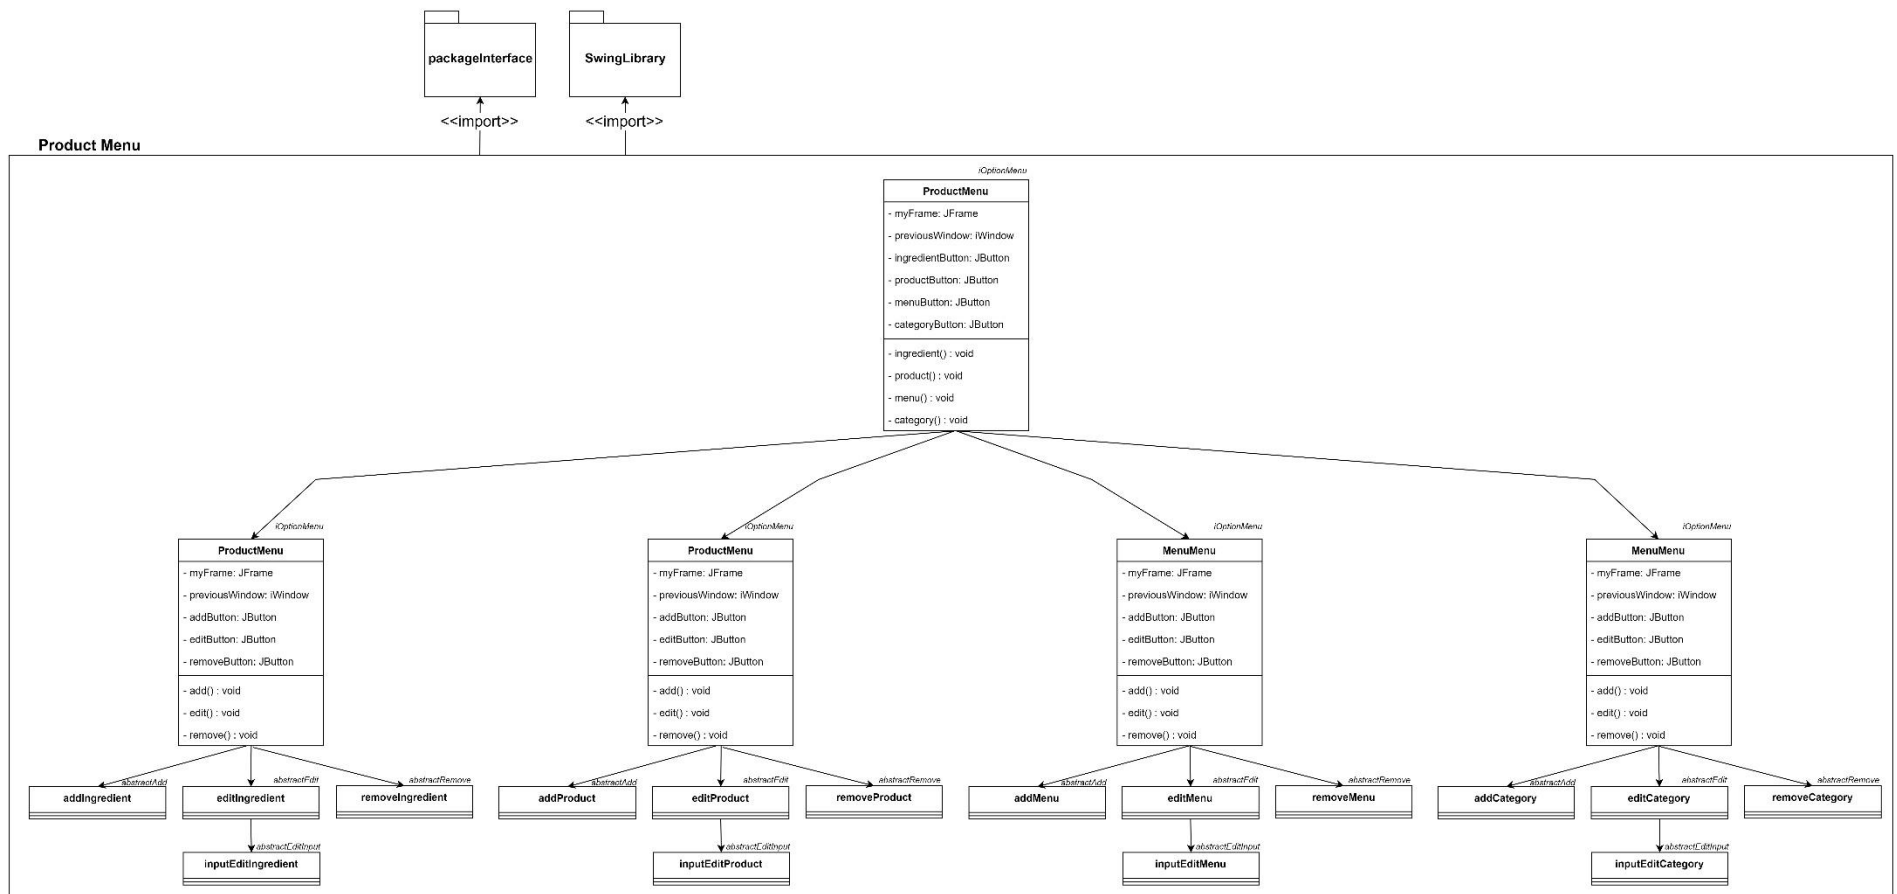 packageInterface
SwingLibrary
<<import>>
<<import>>
Product Menu
iOptionMenu
ProductMenu
- myFrame: JFrame
- previousWindow: iWindow
- ingredientButton: JButton
- productButton: JButton
- menuButton: JButton
- categoryButton: JButton
- ingredient() : void
- product() : void
- menu() : void
- category() : void
iOptionMenu
ProductMenu
- myFrame: JFrame
- previousWindow: iWindow
- addButton: JButton
- editButton: JButton
- removeButton: JButton
- add() : void
- edit() : void
- remove() : void
iOptionMenu
ProductMenu
- myFrame: JFrame
- previousWindow: iWindow
- addButton: JButton
- editButton: JButton
- removeButton: JButton
- add() : void
- edit() : void
- remove() : void
iOptionMenu
MenuMenu
- myFrame: JFrame
- previousWindow: iWindow
- addButton: JButton
- editButton: JButton
- removeButton: JButton
- add() : void
- edit() : void
- remove() : void
iOptionMenu
MenuMenu
- myFrame: JFrame
- previousWindow: iWindow
- addButton: JButton
- editButton: JButton
- removeButton: JButton
- add() : void
- edit() : void
- remove() : void
abstractAdd
addIngredient
abstractEdit
editIngredient
abstractRemove
removeIngredient
abstractEditInput
inputEditIngredient
abstractAdd
addProduct
abstractEdit
editProduct
abstractRemove
removeProduct
abstractEditInput
inputEditProduct
abstractAdd
addMenu
abstractEdit
editMenu
abstractRemove
removeMenu
abstractEditInput
inputEditMenu
abstractAdd
addCategory
abstractEdit
editCategory
abstractRemove
removeCategory
abstractEditInput
inputEditCategory